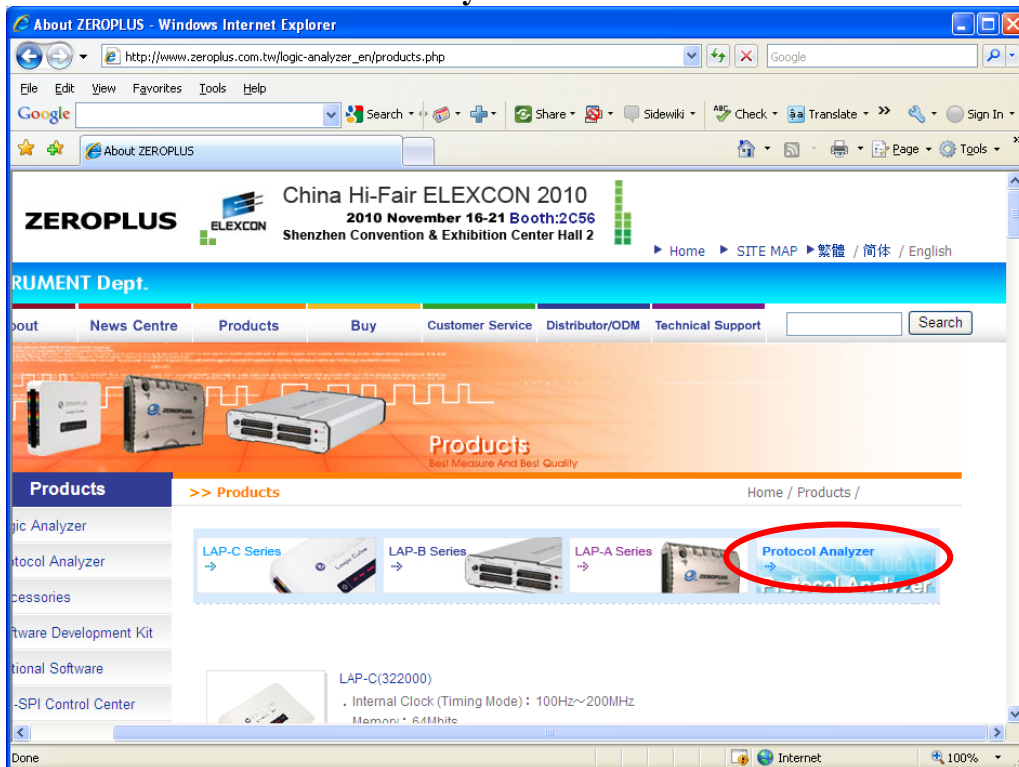 About ZEROPLUS - Windows Internet Explorer
http://www.zeroplus.com.tw/logic-analyzer_en/products.php
Google
File Edit View Favorites Tools Help
Google Search Share Sidewiki Check Translate >> Sign In
About ZEROPLUS Page Tools >>
ZEROPLUS
ELEXCON
China Hi-Fair ELEXCON 2010
2010 November 16-21 Booth:2C56
Shenzhen Convention & Exhibition Center Hall 2
Home SITE MAP 繁體 / 简体 / English
RUMENT Dept.
bout News Centre Products Buy Customer Service Distributor/ODM Technical Support Search
Products
Best Measure And Best Quality
Products
>> Products
Home / Products /
gic Analyzer
otocol Analyzer
cessories
ftware Development Kit
tional Software
-SPI Control Center
LAP-C Series LAP-B Series LAP-A Series Protocol Analyzer
Protocol Analyzer
LAP-C(322000)
. Internal Clock (Timing Mode)：100Hz～200MHz
Memory：64Mbits
Done Internet 100%